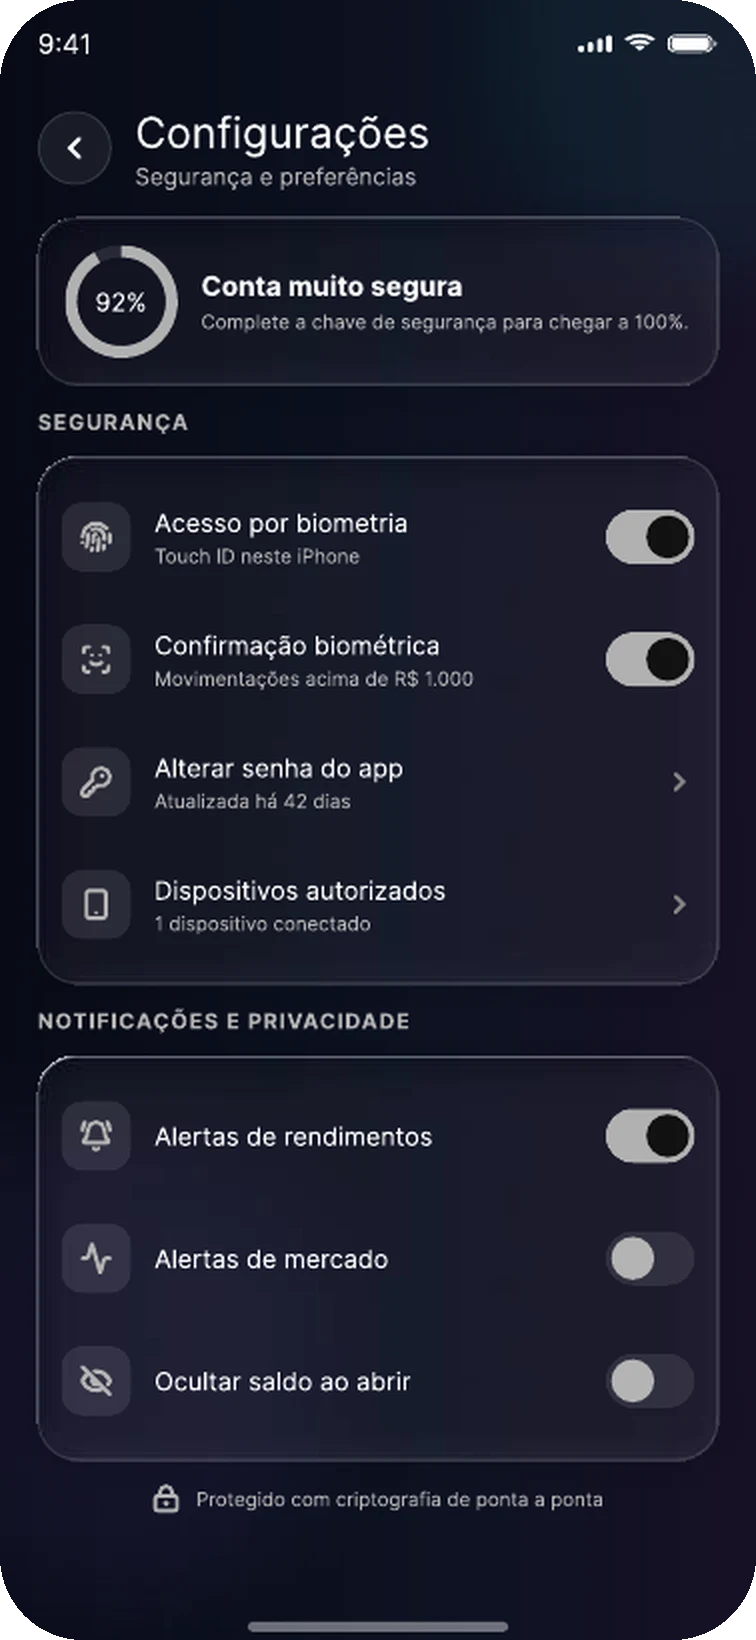 9:41
Configurações
Segurança e preferências
92%
Conta muito segura
Complete a chave de segurança para chegar a 100%.
SEGURANÇA
Acesso por biometria
Touch ID neste iPhone
Confirmação biométrica
Movimentações acima de R$ 1.000
Alterar senha do app
Atualizada há 42 dias
Dispositivos autorizados
1 dispositivo conectado
NOTIFICAÇÕES E PRIVACIDADE
Alertas de rendimentos
Alertas de mercado
Ocultar saldo ao abrir
Protegido com criptografia de ponta a ponta